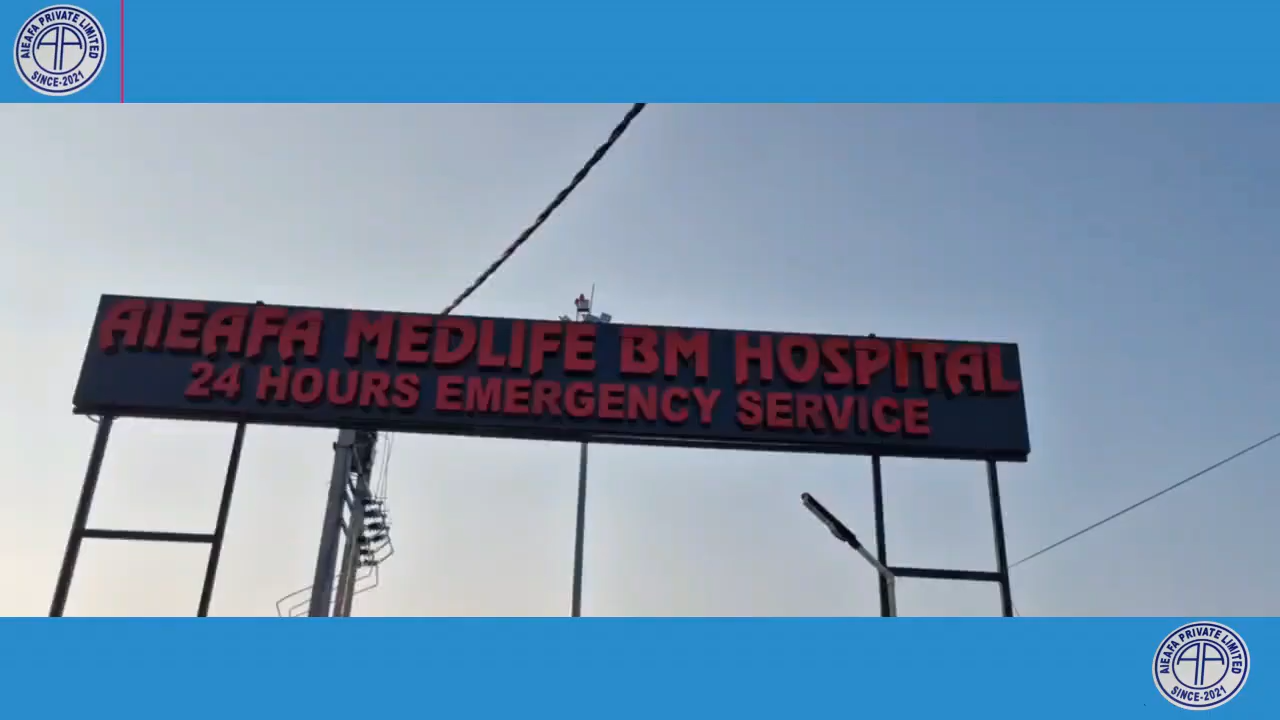 AIEAFA PRIVATE LIMITED
SINCE-2021
AIEAFA MEDLIFE BM HOSPITAL
24 HOURS EMERGENCY SERVICE
AIEAFA PRIVATE LIMITED
SINCE-2021